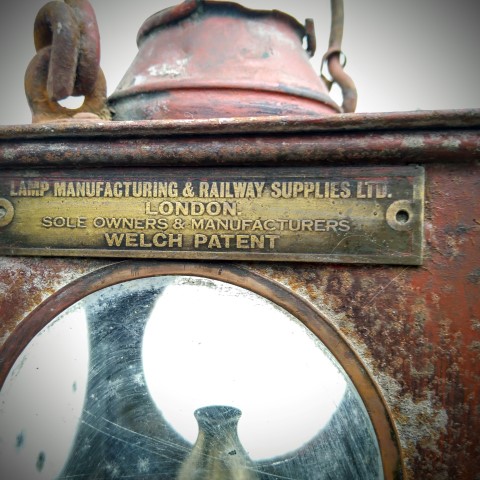 LAMP MANUFACTURING & RAILWAY SUPPLIES LTD.
LONDON.
SOLE OWNERS & MANUFACTURERS
WELCH PATENT